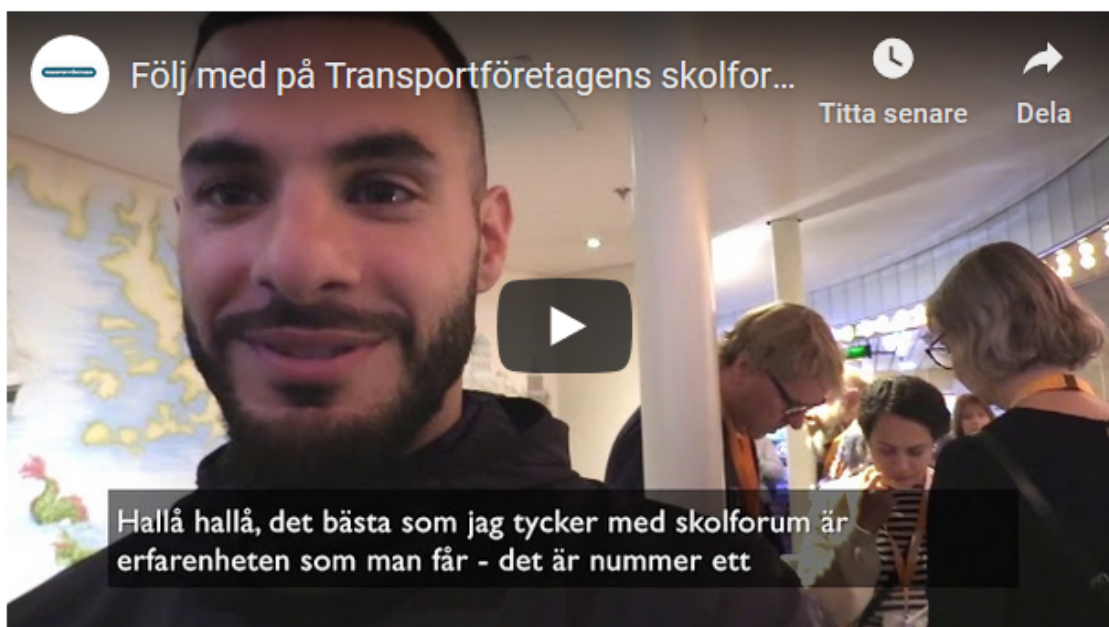 Följ med på Transportföretagens skolfor...
Titta senare
Dela
Hallå hallå, det bästa som jag tycker med skolforum är
erfarenheten som man får - det är nummer ett